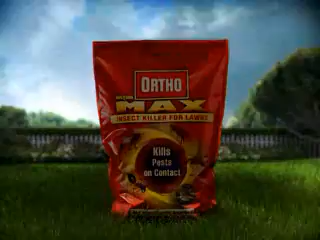 ORTHO
MAX
INSECT KILLER FOR LAWNS
Kills
Pests
on Contact